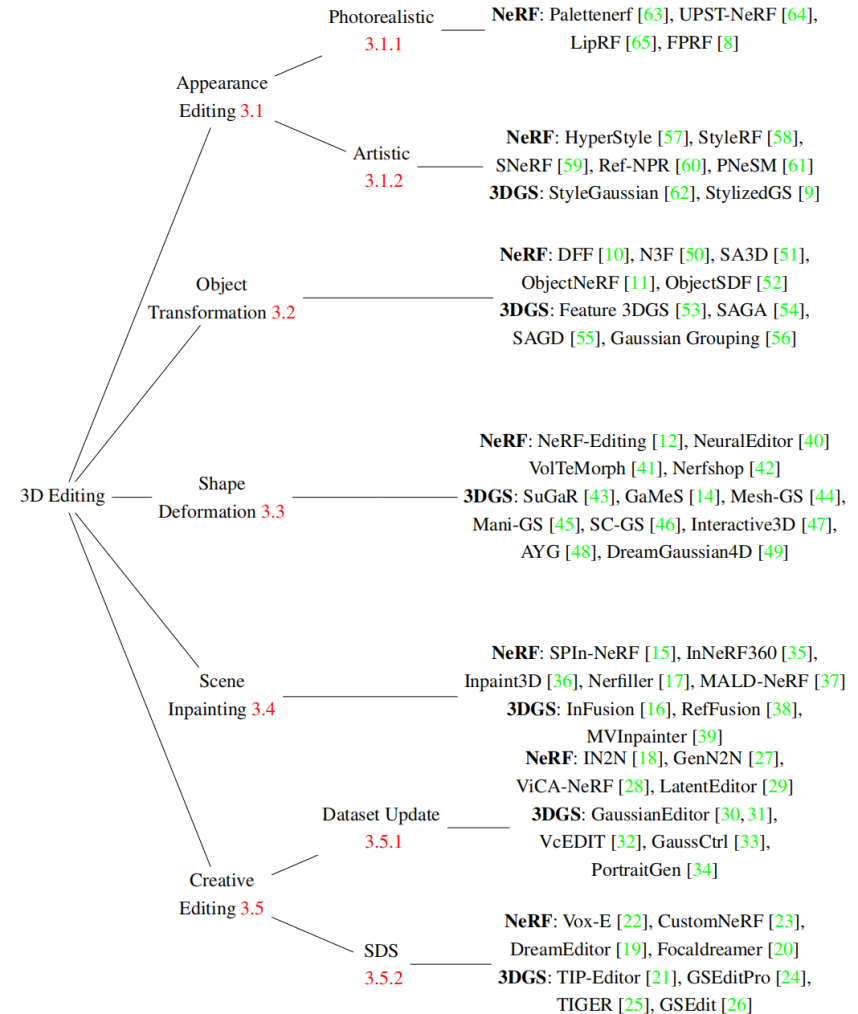 Photorealistic
3.1.1
NeRF: Palettenerf [63], UPST-NeRF [64],
LipRF [65], FPRF [8]
Appearance
Editing 3.1
Artistic
3.1.2
NeRF: HyperStyle [57], StyleRF [58],
SNeRF [59], Ref-NPR [60], PNeSM [61]
3DGS: StyleGaussian [62], StylizedGS [9]
Object
Transformation 3.2
NeRF: DFF [10], N3F [50], SA3D [51],
ObjectNeRF [11], ObjectSDF [52]
3DGS: Feature 3DGS [53], SAGA [54],
SAGD [55], Gaussian Grouping [56]
3D Editing
Shape
Deformation 3.3
NeRF: NeRF-Editing [12], NeuralEditor [40]
VolTeMorph [41], Nerfshop [42]
3DGS: SuGaR [43], GaMeS [14], Mesh-GS [44],
Mani-GS [45], SC-GS [46], Interactive3D [47],
AYG [48], DreamGaussian4D [49]
Scene
Inpainting 3.4
NeRF: SPIn-NeRF [15], InNeRF360 [35],
Inpaint3D [36], Nerfiller [17], MALD-NeRF [37]
3DGS: InFusion [16], RefFusion [38],
MVInpainter [39]
Creative
Editing 3.5
Dataset Update
3.5.1
NeRF: IN2N [18], GenN2N [27],
ViCA-NeRF [28], LatentEditor [29]
3DGS: GaussianEditor [30,31],
VcEDIT [32], GaussCtrl [33],
PortraitGen [34]
SDS
3.5.2
NeRF: Vox-E [22], CustomNeRF [23],
DreamEditor [19], Focaldreamer [20]
3DGS: TIP-Editor [21], GSEditPro [24],
TIGER [25], GSEdit [26]